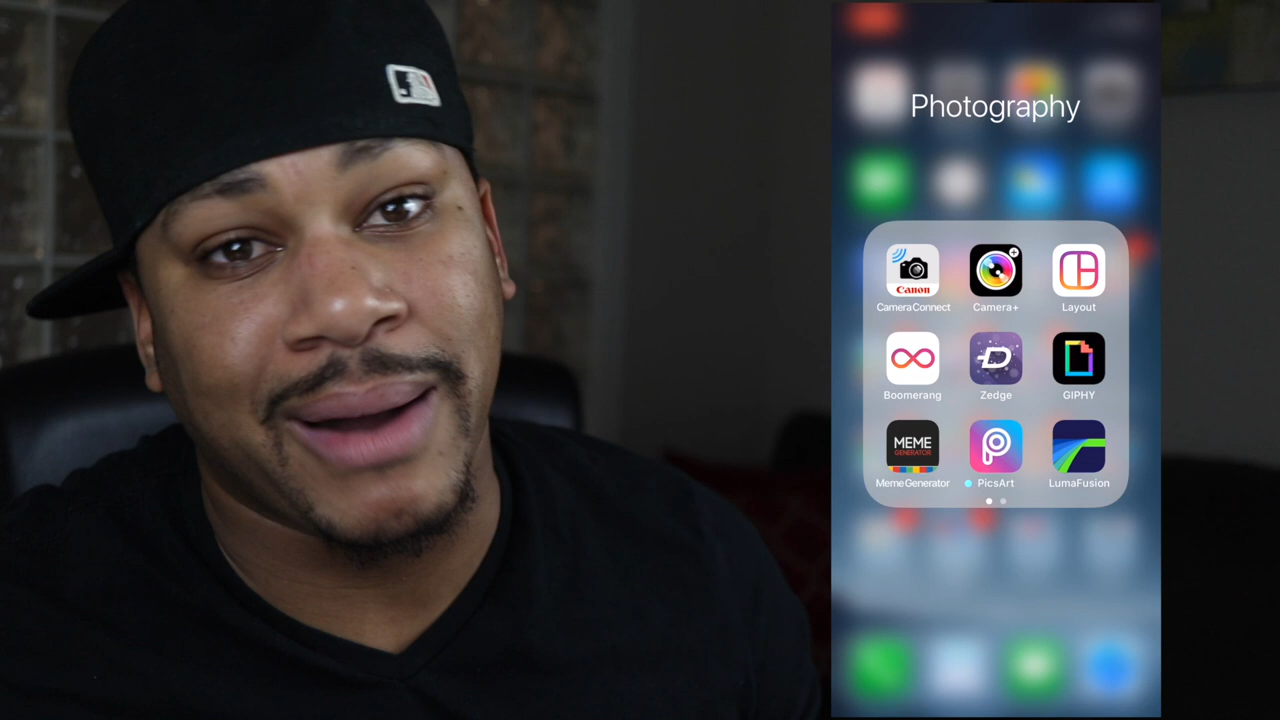 Photography
Canon
CameraConnect Camera+ Layout
Boomerang Zedge GIPHY
MEME
GENERATOR
MemeGenerator PicsArt LumaFusion